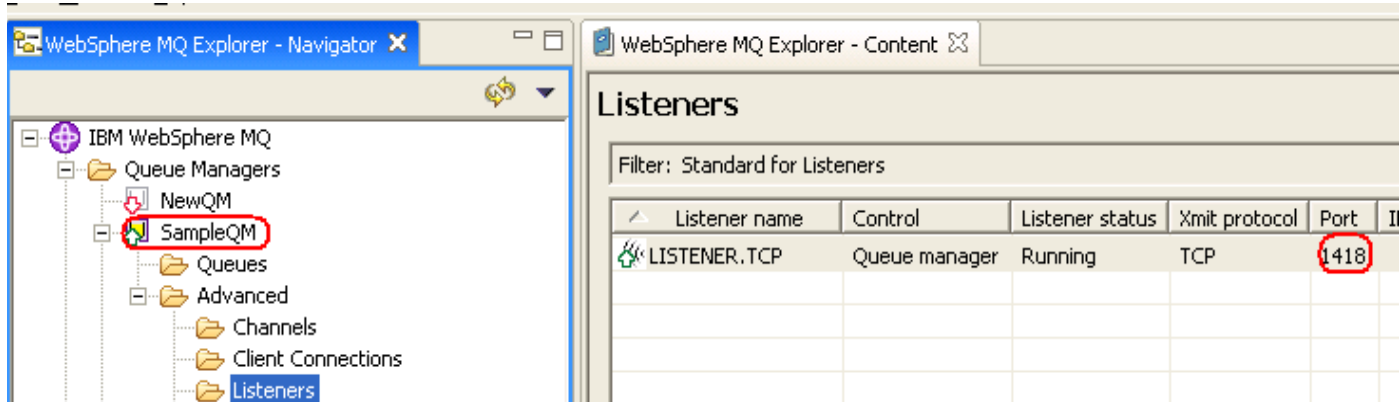 WebSphere MQ Explorer - Navigator
IBM WebSphere MQ
Queue Managers
NewQM
SampleQM
Queues
Advanced
Channels
Client Connections
Listeners
WebSphere MQ Explorer - Content
Listeners
Filter: Standard for Listeners
Listener name Control Listener status Xmit protocol Port
LISTENER.TCP Queue manager Running TCP 1418